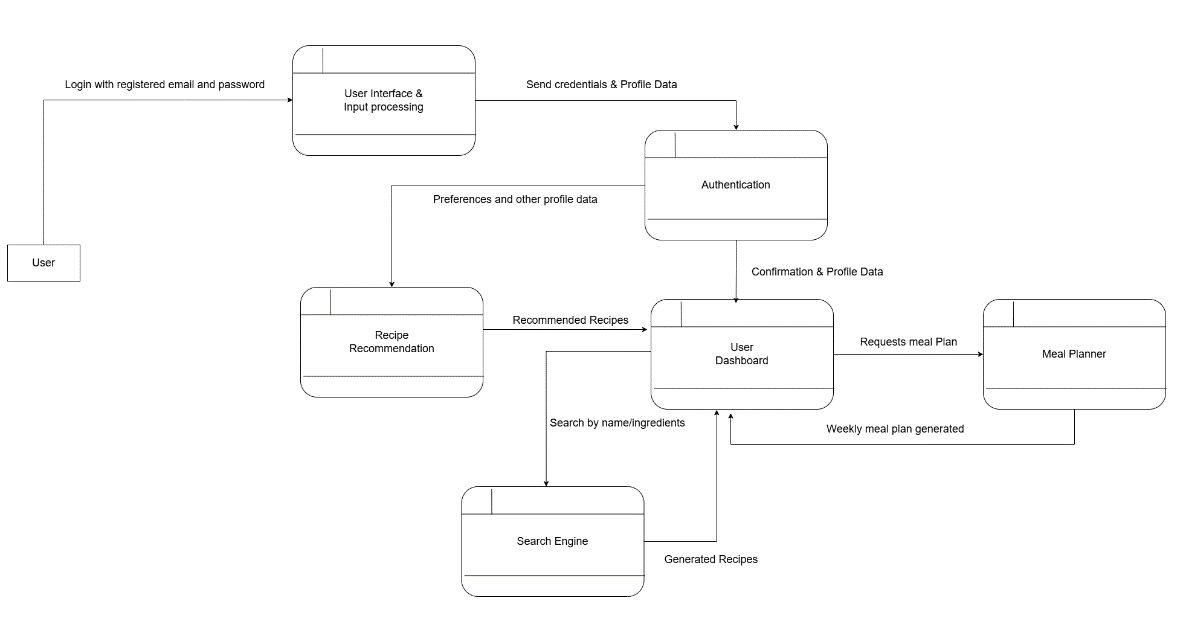 Login with registered email and password
User Interface &
Input processing
Send credentials & Profile Data
Authentication
Preferences and other profile data
User
Confirmation & Profile Data
Recipe
Recommendation
Recommended Recipes
User
Dashboard
Requests meal Plan
Meal Planner
Search by name/ingredients
Weekly meal plan generated
Search Engine
Generated Recipes